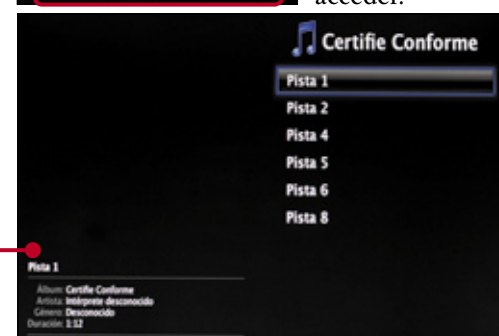 acceder.
Certifie Conforme
Pista 1
Pista 2
Pista 4
Pista 5
Pista 6
Pista 8
Pista 1
Álbum: Certifie Conforme
Artista: Intérprete desconocido
Género: Desconocido
Duración: 1:12